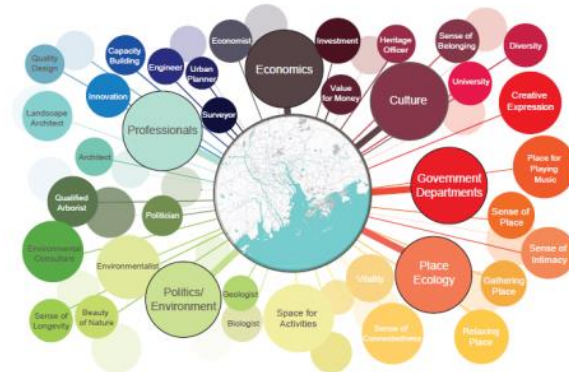 Quality
Design
Capacity
Building
Engineer
Urban
Planner
Economist
Economics
Investment
Value
for Money
Heritage
Officer
Sense of
Belonging
Culture
Diversity
University
Creative
Expression
Innovation
Surveyor
Professionals
Landscape
Architect
Architect
Qualified
Arborist
Politician
Government
Departments
Place for
Playing
Music
Sense of
Place
Sense of
Intimacy
Environmental
Consultant
Environmentalist
Politics/
Environment
Geologist
Biologist
Space for
Activities
Vitality
Place
Ecology
Gathering
Place
Sense of
Longevity
Beauty
of Nature
Sense of
Connectedness
Relaxing
Place